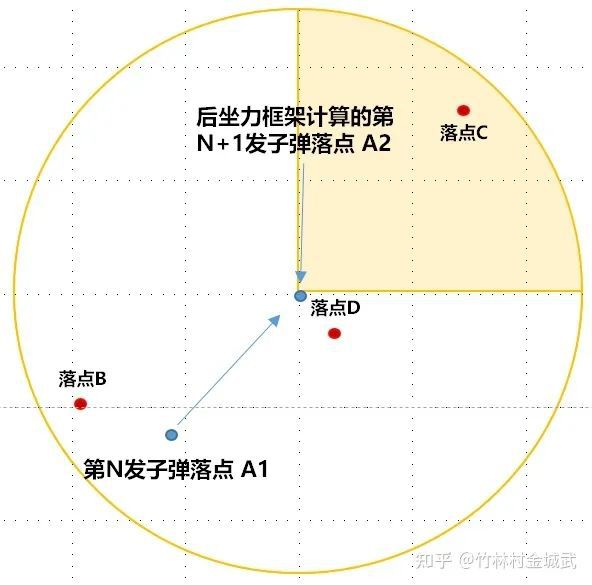 后坐力框架计算的第
N+1发子弹落点 A2
落点C
落点D
落点B
第N发子弹落点 A1
知乎 @竹林村金城武